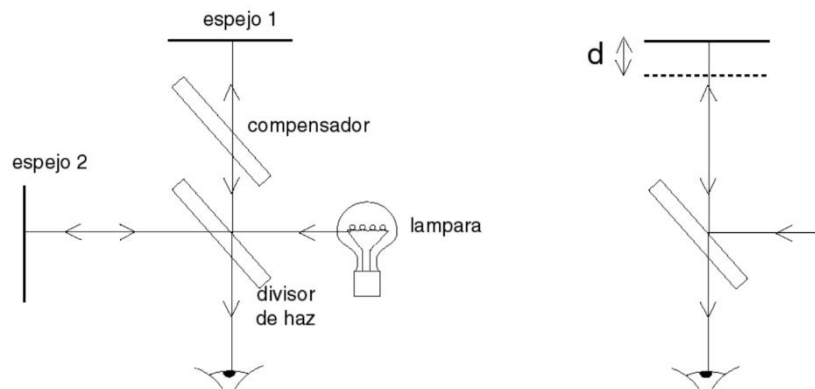 espejo 1
d
compensador
espejo 2
lampara
divisor
de haz